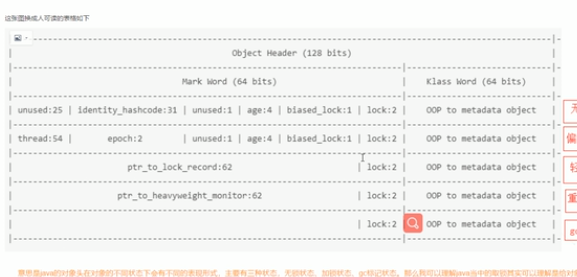 这张图换成人可读的表格如下
Object Header (128 bits)
Mark Word (64 bits) | Klass Word (64 bits)
unused:25 | identity_hashcode:31 | unused:1 | age:4 | biased_lock:1 | lock:2 | OOP to metadata object
thread:54 | epoch:2 | unused:1 | age:4 | biased_lock:1 | lock:2 | OOP to metadata object
ptr_to_lock_record:62 | lock:2 | OOP to metadata object
ptr_to_heavyweight_monitor:62 | lock:2 | OOP to metadata object
| lock:2 | OOP to metadata object
无
偏
轻
重
gc
意思是java的对象头在对象的不同状态下会有不同的表现形式，主要有三种状态，无锁状态、加锁状态、gc标记状态。那么我可以理解java当中的取锁其实可以理解是给对